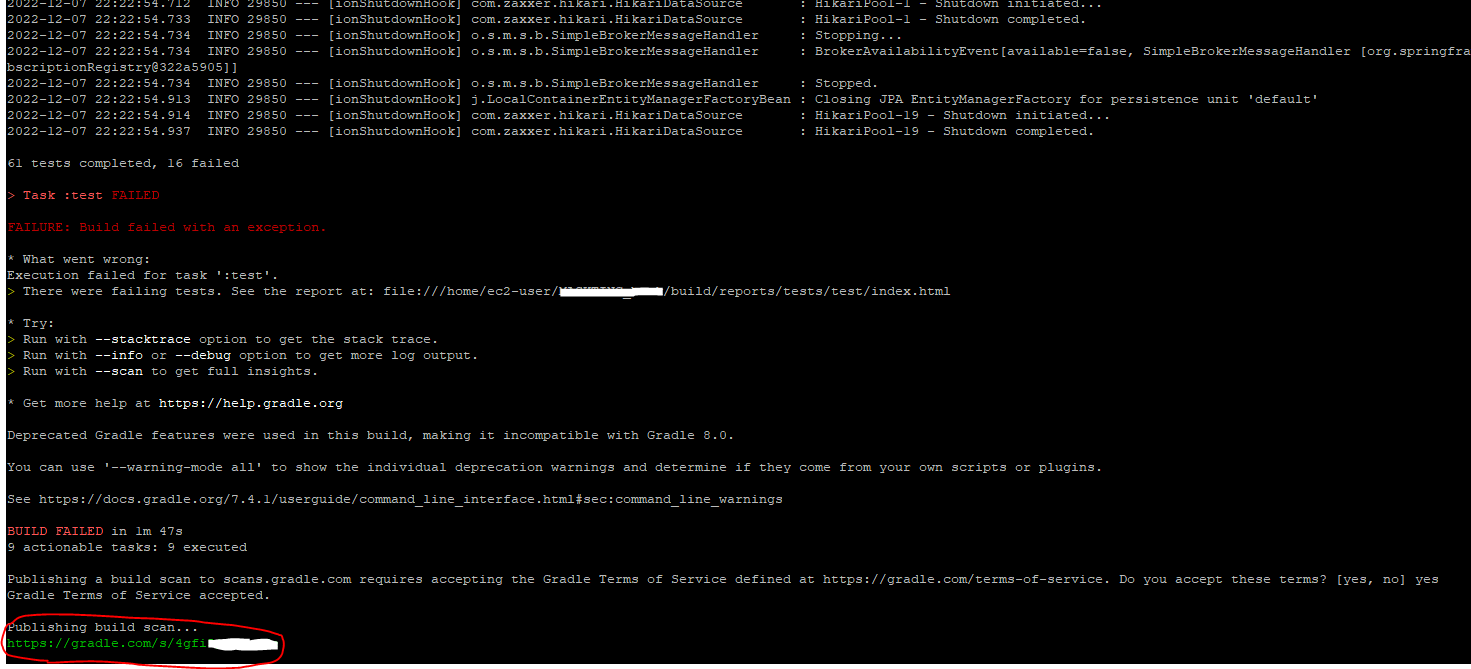 2022-12-07 22:22:54.712  INFO 29850 --- [ionShutdownHook] com.zaxxer.hikari.HikariDataSource       : HikariPool-1 - Shutdown initiated...
2022-12-07 22:22:54.733  INFO 29850 --- [ionShutdownHook] com.zaxxer.hikari.HikariDataSource       : HikariPool-1 - Shutdown completed.
2022-12-07 22:22:54.734  INFO 29850 --- [ionShutdownHook] o.s.m.s.b.SimpleBrokerMessageHandler     : Stopping...
2022-12-07 22:22:54.734  INFO 29850 --- [ionShutdownHook] o.s.m.s.b.SimpleBrokerMessageHandler     : BrokerAvailabilityEvent[available=false, SimpleBrokerMessageHandler [org.springfra
bscriptionRegistry@322a5905]]
2022-12-07 22:22:54.734  INFO 29850 --- [ionShutdownHook] o.s.m.s.b.SimpleBrokerMessageHandler     : Stopped.
2022-12-07 22:22:54.913  INFO 29850 --- [ionShutdownHook] j.LocalContainerEntityManagerFactoryBean : Closing JPA EntityManagerFactory for persistence unit 'default'
2022-12-07 22:22:54.914  INFO 29850 --- [ionShutdownHook] com.zaxxer.hikari.HikariDataSource       : HikariPool-19 - Shutdown initiated...
2022-12-07 22:22:54.937  INFO 29850 --- [ionShutdownHook] com.zaxxer.hikari.HikariDataSource       : HikariPool-19 - Shutdown completed.
61 tests completed, 16 failed
> Task :test FAILED
FAILURE: Build failed with an exception.
* What went wrong:
Execution failed for task ':test'.
> There were failing tests. See the report at: file:///home/ec2-user/ /build/reports/tests/test/index.html
* Try:
> Run with --stacktrace option to get the stack trace.
> Run with --info or --debug option to get more log output.
> Run with --scan to get full insights.
* Get more help at https://help.gradle.org
Deprecated Gradle features were used in this build, making it incompatible with Gradle 8.0.
You can use '--warning-mode all' to show the individual deprecation warnings and determine if they come from your own scripts or plugins.
See https://docs.gradle.org/7.4.1/userguide/command_line_interface.html#sec:command_line_warnings
BUILD FAILED in 1m 47s
9 actionable tasks: 9 executed
Publishing a build scan to scans.gradle.com requires accepting the Gradle Terms of Service defined at https://gradle.com/terms-of-service. Do you accept these terms? [yes, no] yes
Gradle Terms of Service accepted.
Publishing build scan...
https://gradle.com/s/4gfi